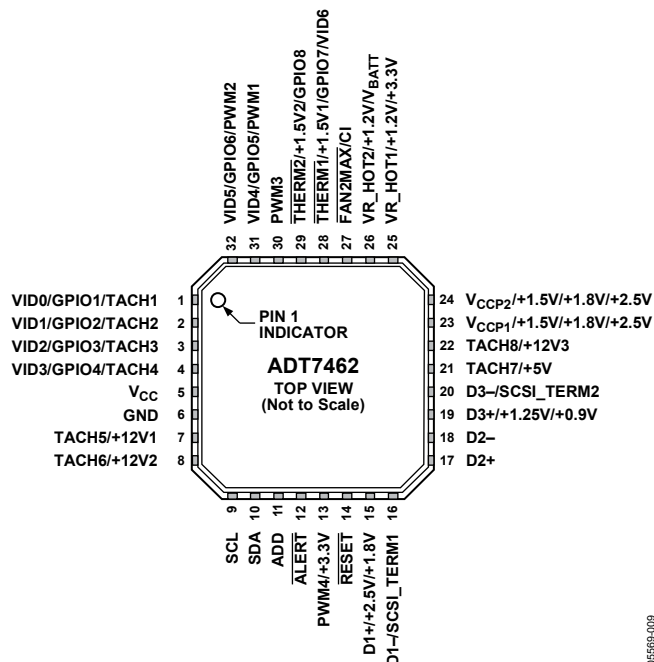 VID5/GPIO6/PWM2
VID4/GPIO5/PWM1
PWM3
THERM2/+1.5V2/GPIO8
THERM1/+1.5V1/GPIO7/VID6
FAN2MAX/CI
VR_HOT2/+1.2V/VBATT
VR_HOT1/+1.2V/+3.3V
32 31 30 29 28 27 26 25
VID0/GPIO1/TACH1 1
VID1/GPIO2/TACH2 2
VID2/GPIO3/TACH3 3
VID3/GPIO4/TACH4 4
VCC 5
GND 6
TACH5/+12V1 7
TACH6/+12V2 8
PIN 1
INDICATOR
ADT7462
TOP VIEW
(Not to Scale)
24 VCCP2/+1.5V/+1.8V/+2.5V
23 VCCP1/+1.5V/+1.8V/+2.5V
22 TACH8/+12V3
21 TACH7/+5V
20 D3–/SCSI_TERM2
19 D3+/+1.25V/+0.9V
18 D2–
17 D2+
9 10 11 12 13 14 15 16
SCL
SDA
ADD
ALERT
PWM4/+3.3V
RESET
D1+/+2.5V/+1.8V
D1–/SCSI_TERM1
05569-009